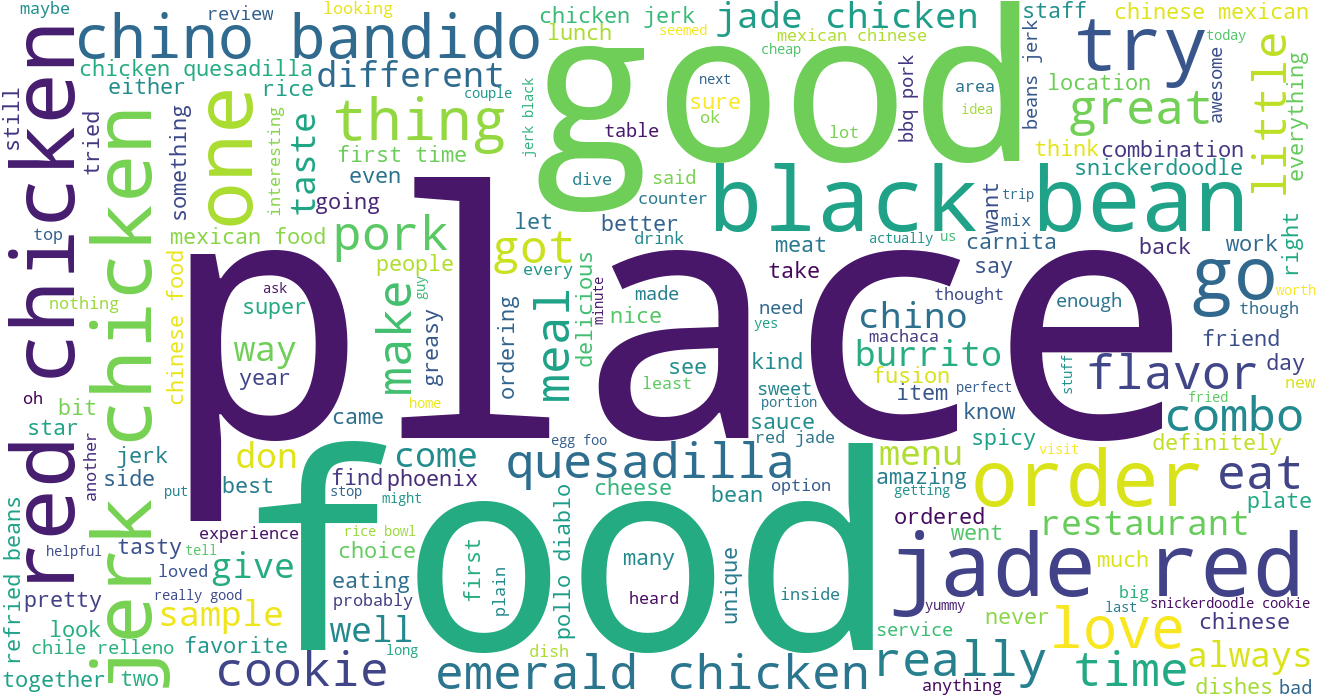 maybe
review
looking
chino bandido
chicken jerk
seemed
jade chicken
staff
chinese mexican
lunch
mexican chinese
try
today
still
red chicken
chicken quesadilla
different
good
cheap
little
either
rice
couple
next
area
beans jerk
location
awesome
everything
tried
jerk chicken
something
one
interesting
taste
thing
jerk black
sure
ok
idea
bbq pork
great
table
lot
first time
think
combination
even
dive
said
black bean
snickerdoodle
going
counter
want
trip
top
mexican food
pork
let
better
mix
right
people
got
drink
meat
actually
us
carnita
back
work
go
nothing
chinese food
ask
super
guy
every
delicious
place
take
say
worth
make
ordering
meal
minute
made
need
thought
enough
though
way
greasy
nice
yes
chino
year
see
kind
machaca
burrito
friend
oh
bit
home
least
stuff
flavor
day
new
sweet
fusion
item
perfect
fried
star
came
portion
sauce
know
combo
another
jerk
don
come
egg foo
red jade
spicy
definitely
side
find
phoenix
quesadilla
menu
visit
put
best
stop
might
cheese
bean
option
amazing
getting
order
eat
plate
refried beans
experience
rice bowl
pollo diablo
food
ordered
restaurant
helpful
tasty
tell
choice
first
many
unique
went
jade red
much
loved
give
eating
plain
heard
inside
pretty
really good
probably
yummy
big
last
snickerdoodle cookie
look
sample
well
service
never
love
chinese
chile relleno
favorite
long
dish
always
together
two
cookie
emerald chicken
really
anything
time
dishes
bad